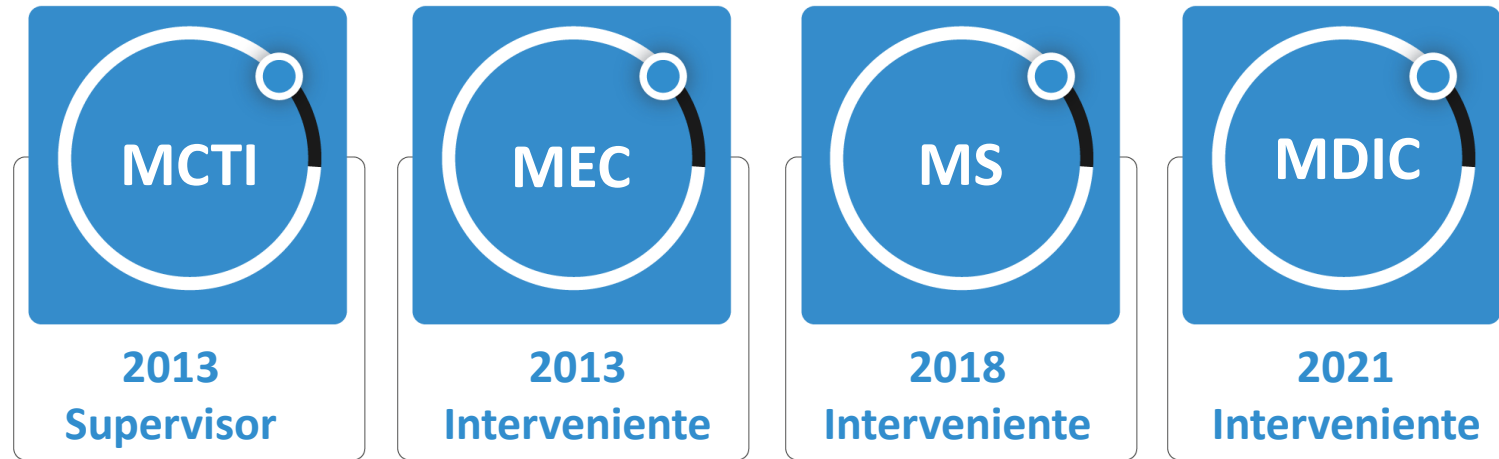 MCTI
2013
Supervisor
MEC
2013
Interveniente
MS
2018
Interveniente
MDIC
2021
Interveniente